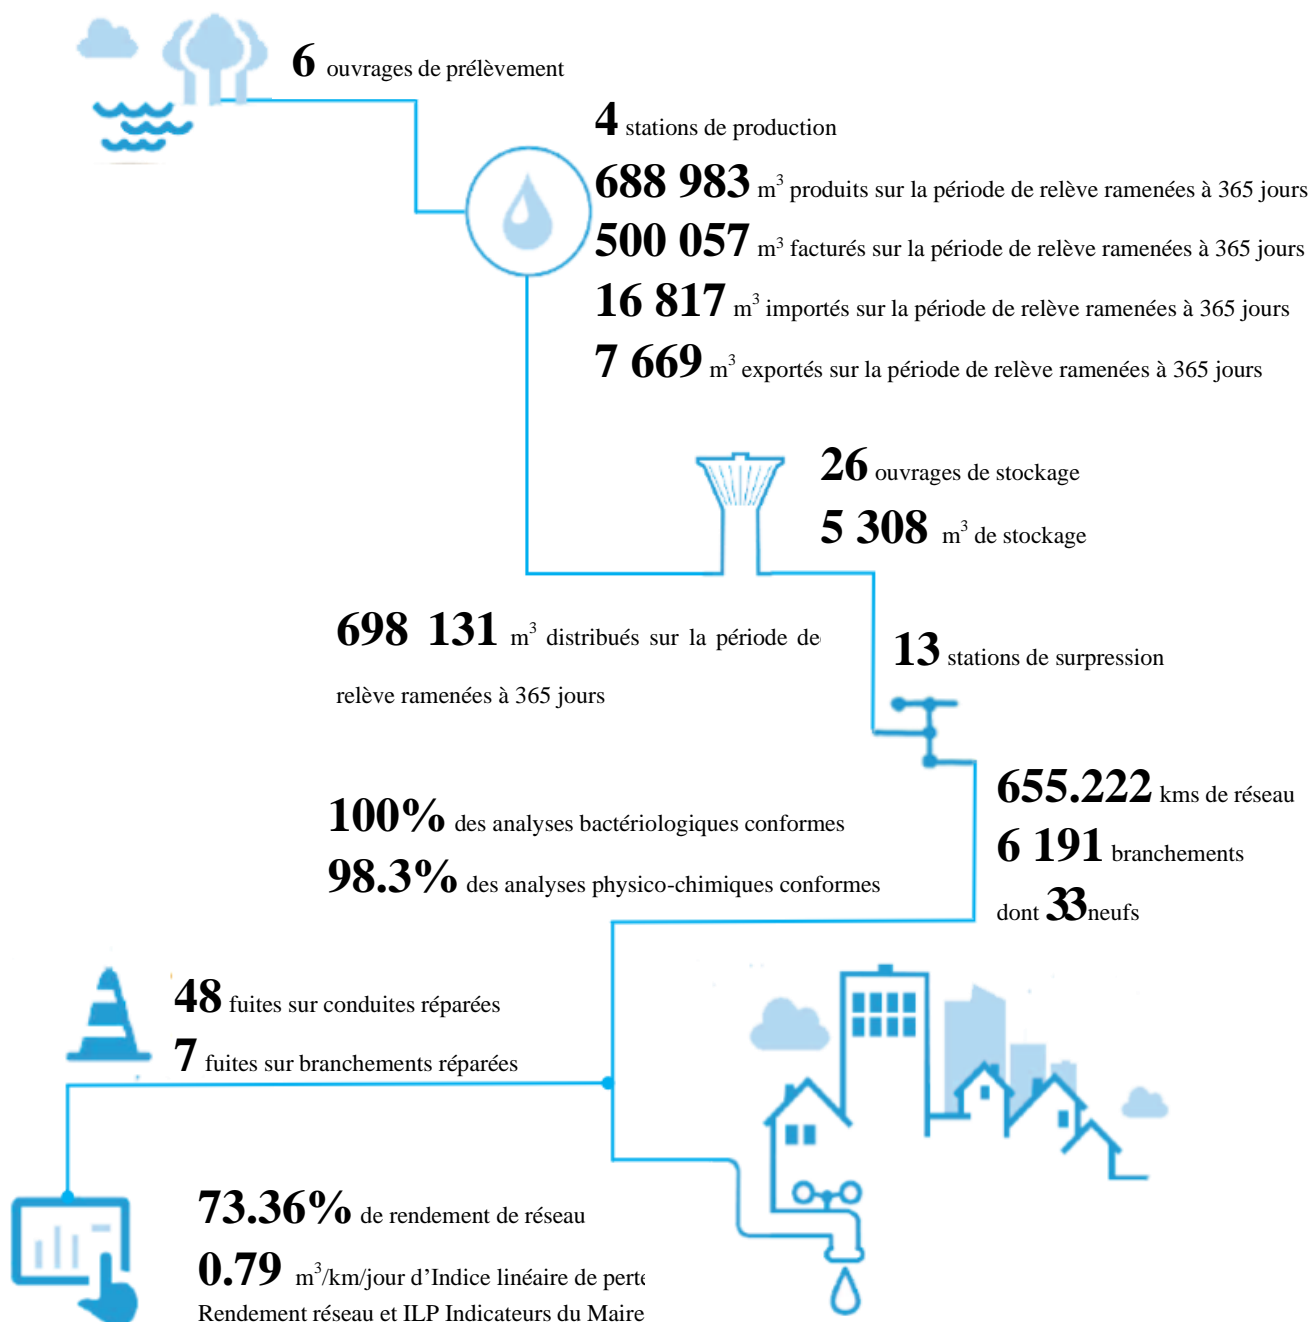 6 ouvrages de prélèvement
4 stations de production
688 983 m³ produits sur la période de relève ramenées à 365 jours
500 057 m³ facturés sur la période de relève ramenées à 365 jours
16 817 m³ importés sur la période de relève ramenées à 365 jours
7 669 m³ exportés sur la période de relève ramenées à 365 jours
26 ouvrages de stockage
5 308 m³ de stockage
698 131 m³ distribués sur la période de
relève ramenées à 365 jours
13 stations de surpression
655.222 kms de réseau
6 191 branchements
dont 33 neufs
100% des analyses bactériologiques conformes
98.3% des analyses physico-chimiques conformes
48 fuites sur conduites réparées
7 fuites sur branchements réparées
73.36% de rendement de réseau
0.79 m³/km/jour d'Indice linéaire de perte
Rendement réseau et ILP Indicateurs du Maire